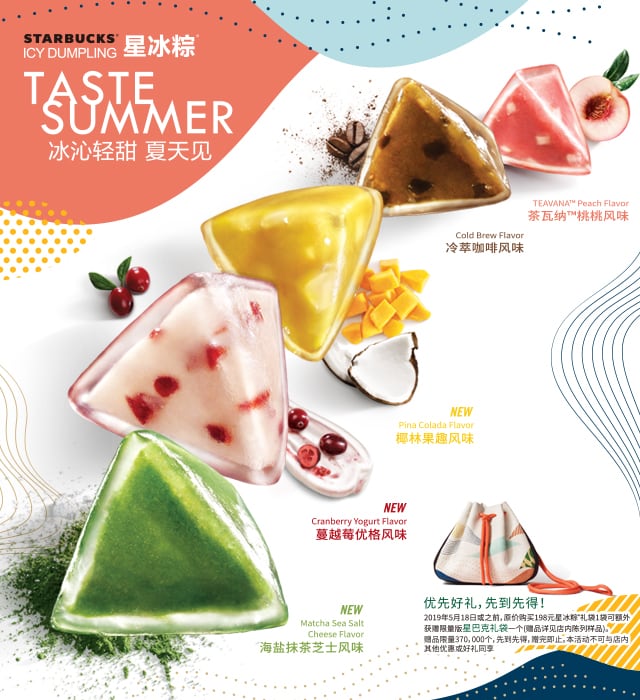 STARBUCKS®
ICY DUMPLING 星冰粽®
TASTE
SUMMER
冰沁轻甜 夏天见
TEAVANA™ Peach Flavor
茶瓦纳™桃桃风味
Cold Brew Flavor
冷萃咖啡风味
NEW
Pina Colada Flavor
椰林果趣风味
NEW
Cranberry Yogurt Flavor
蔓越莓优格风味
NEW
Matcha Sea Salt
Cheese Flavor
海盐抹茶芝士风味
优先好礼，先到先得！
2019年5月18日或之前，原价购买198元星冰粽®礼袋1袋可额外
获赠限量版星巴克礼袋一个(赠品详见店内陈列样品)。
赠品限量370,000个，先到先得，赠完即止。本活动不可与店内
其他优惠或好礼同享